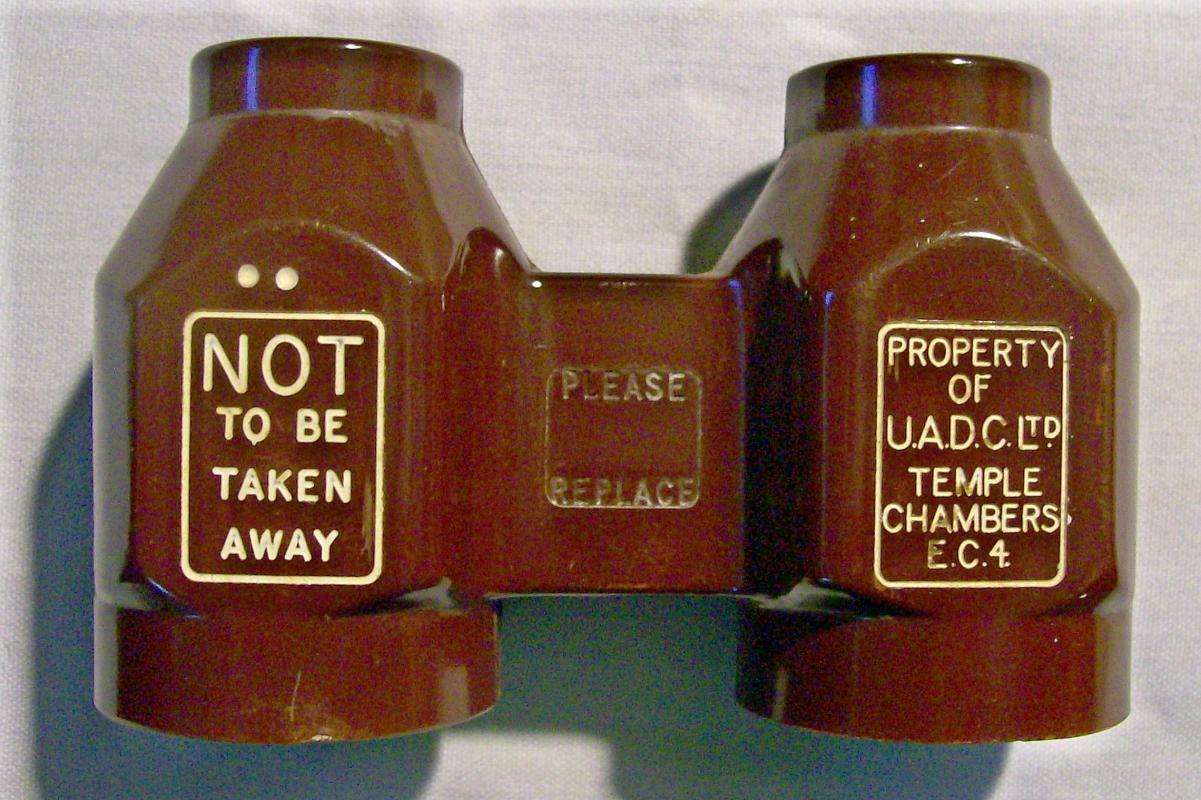 NOT
TO BE
TAKEN
AWAY
PLEASE
REPLACE
PROPERTY
OF
U.A.D.C. LTD
TEMPLE
CHAMBERS
E.C.4.